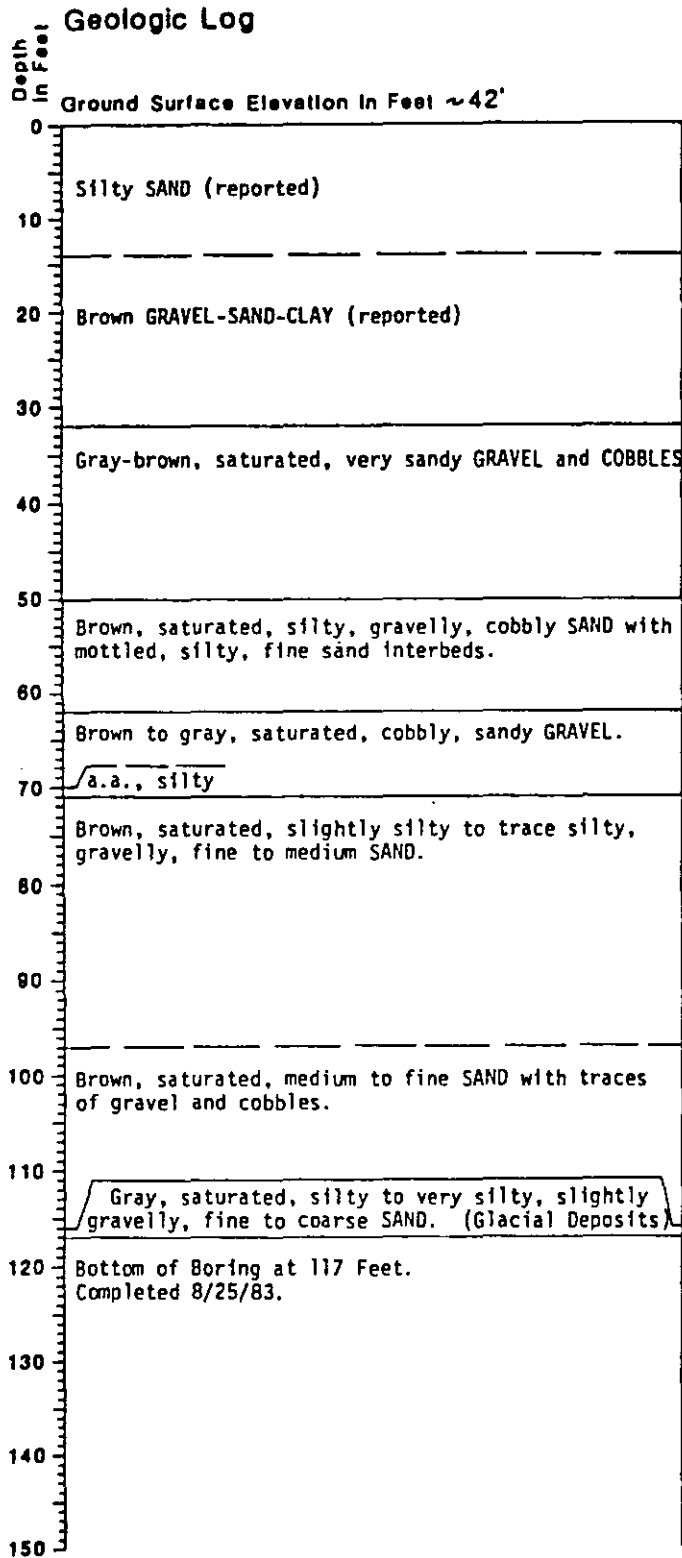 Geologic Log
Depth
In Feet
Ground Surface Elevation In Feet ~42'
0
Silty SAND (reported)
10
20
Brown GRAVEL-SAND-CLAY (reported)
30
Gray-brown, saturated, very sandy GRAVEL and COBBLES
40
50
Brown, saturated, silty, gravelly, cobbly SAND with
mottled, silty, fine sand interbeds.
60
Brown to gray, saturated, cobbly, sandy GRAVEL.
a.a., silty
70
Brown, saturated, slightly silty to trace silty,
gravelly, fine to medium SAND.
80
90
100
Brown, saturated, medium to fine SAND with traces
of gravel and cobbles.
110
Gray, saturated, silty to very silty, slightly
gravelly, fine to coarse SAND. (Glacial Deposits)
120
Bottom of Boring at 117 Feet.
Completed 8/25/83.
130
140
150